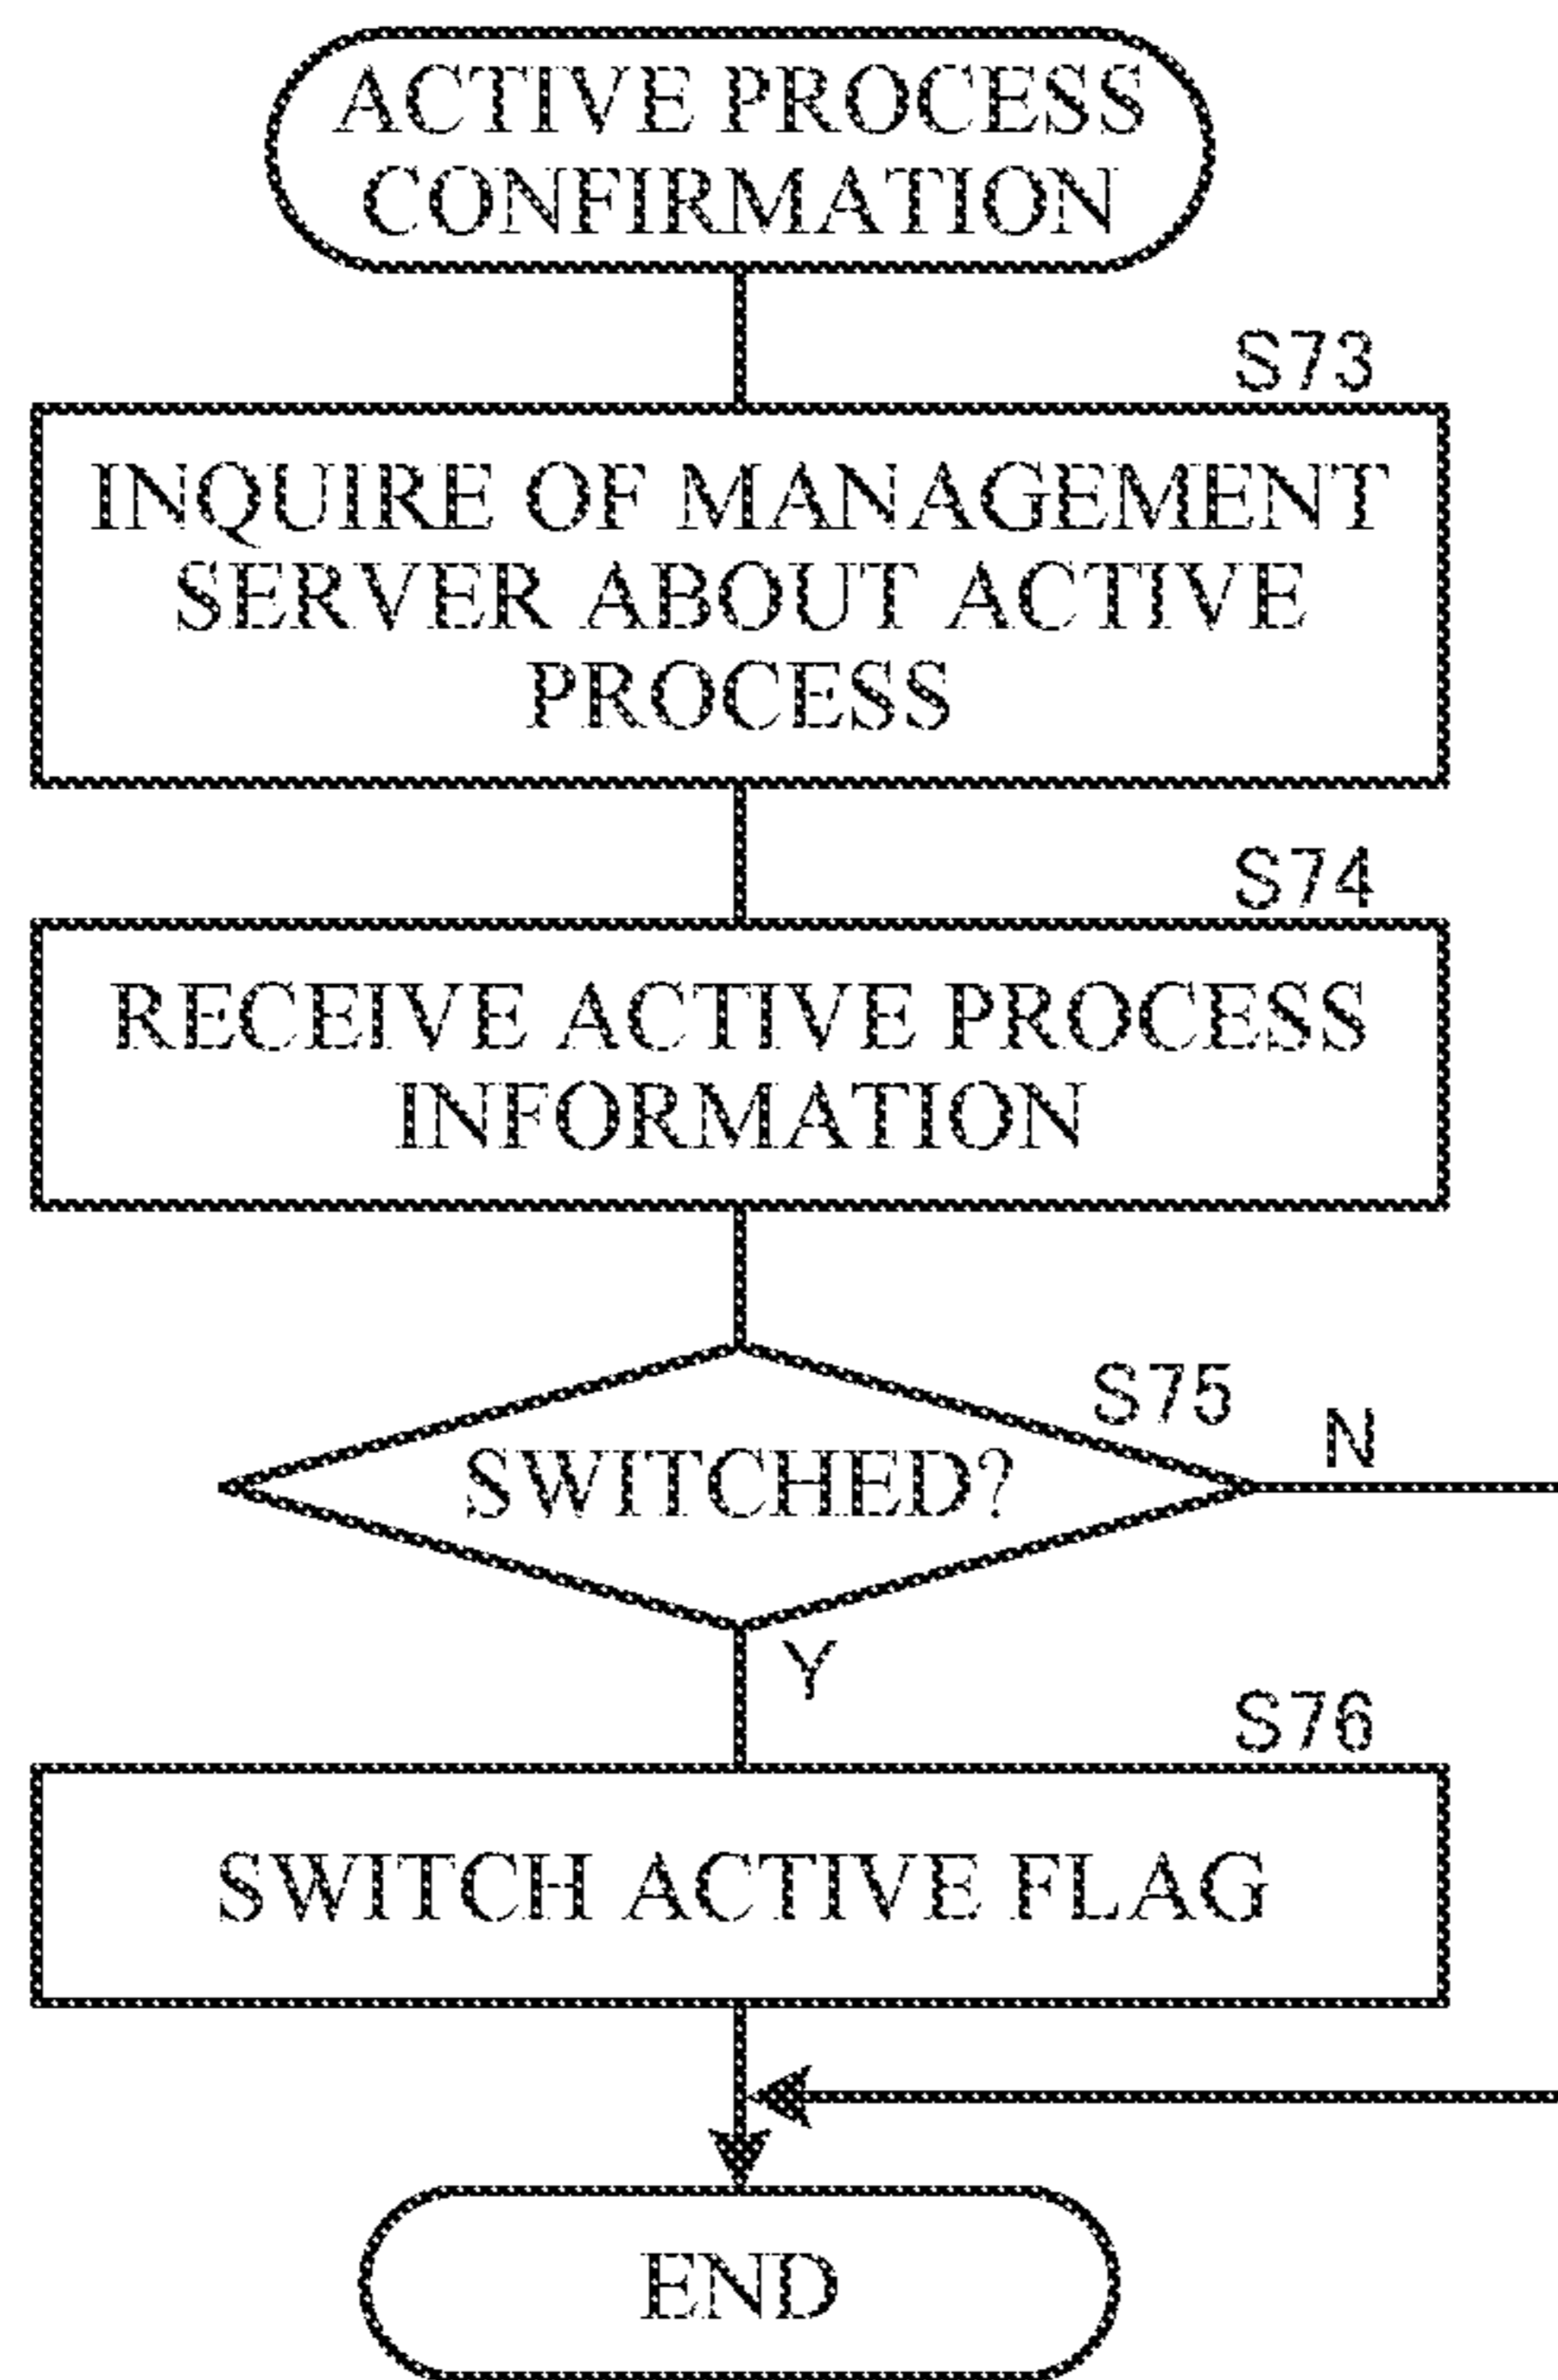 ACTIVE PROCESS
CONFIRMATION
S73
INQUIRE OF MANAGEMENT
SERVER ABOUT ACTIVE
PROCESS
S74
RECEIVE ACTIVE PROCESS
INFORMATION
S75
N
SWITCHED?
Y
S76
SWITCH ACTIVE FLAG
END